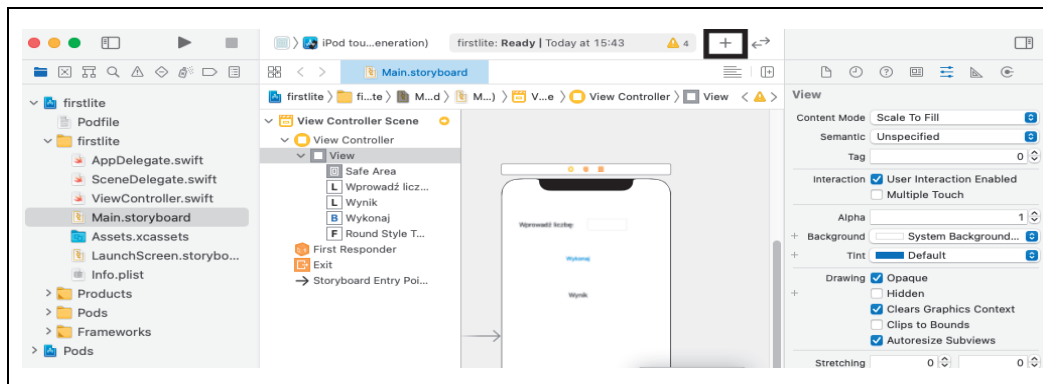 iPod tou...eneration) firstlite: Ready | Today at 15:43 4 +
Main.storyboard
firstlite fi...te M...d M...) V...e View Controller View
firstlite
Podfile
firstlite
AppDelegate.swift
SceneDelegate.swift
ViewController.swift
Main.storyboard
Assets.xcassets
LaunchScreen.storybo...
Info.plist
Products
Pods
Frameworks
Pods
View Controller Scene
View Controller
View
Safe Area
L Wprowadź licz...
L Wynik
B Wykonaj
F Round Style T...
First Responder
Exit
Storyboard Entry Poi...
Wprowadź liczbę
Wykonaj
Wynik
View
Content Mode Scale To Fill
Semantic Unspecified
Tag 0
Interaction User Interaction Enabled
Multiple Touch
Alpha 1
+ Background System Background...
+ Tint Default
Drawing Opaque
+ Hidden
Clears Graphics Context
Clips to Bounds
Autoresize Subviews
Stretching 0 0